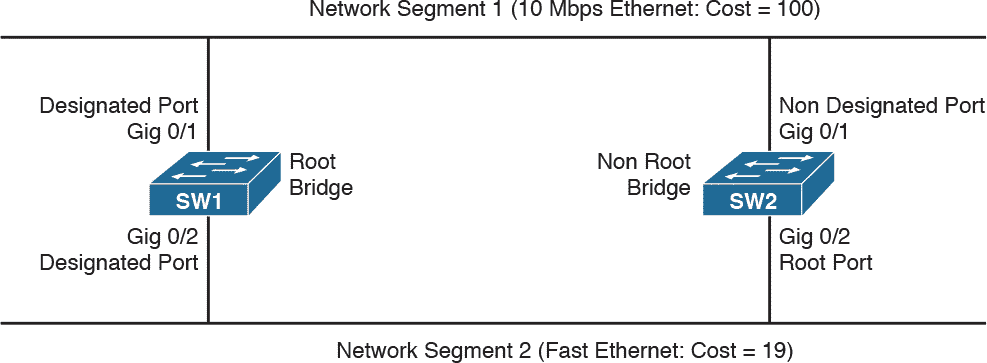 Network Segment 1 (10 Mbps Ethernet: Cost = 100)
Designated Port
Gig 0/1
Non Designated Port
Gig 0/1
Root
Bridge
Non Root
Bridge
SW1
SW2
Gig 0/2
Designated Port
Gig 0/2
Root Port
Network Segment 2 (Fast Ethernet: Cost = 19)